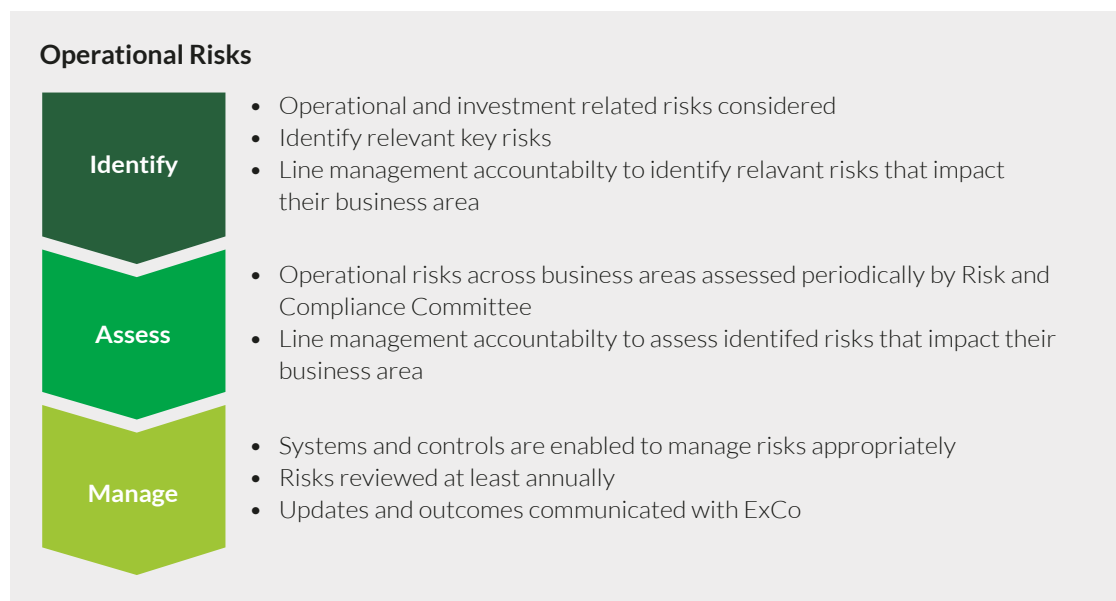 Operational Risks
Identify
• Operational and investment related risks considered
• Identify relevant key risks
• Line management accountabilty to identify relavant risks that impact
their business area
Assess
• Operational risks across business areas assessed periodically by Risk and
Compliance Committee
• Line management accountabilty to assess identifed risks that impact their
business area
Manage
• Systems and controls are enabled to manage risks appropriately
• Risks reviewed at least annually
• Updates and outcomes communicated with ExCo